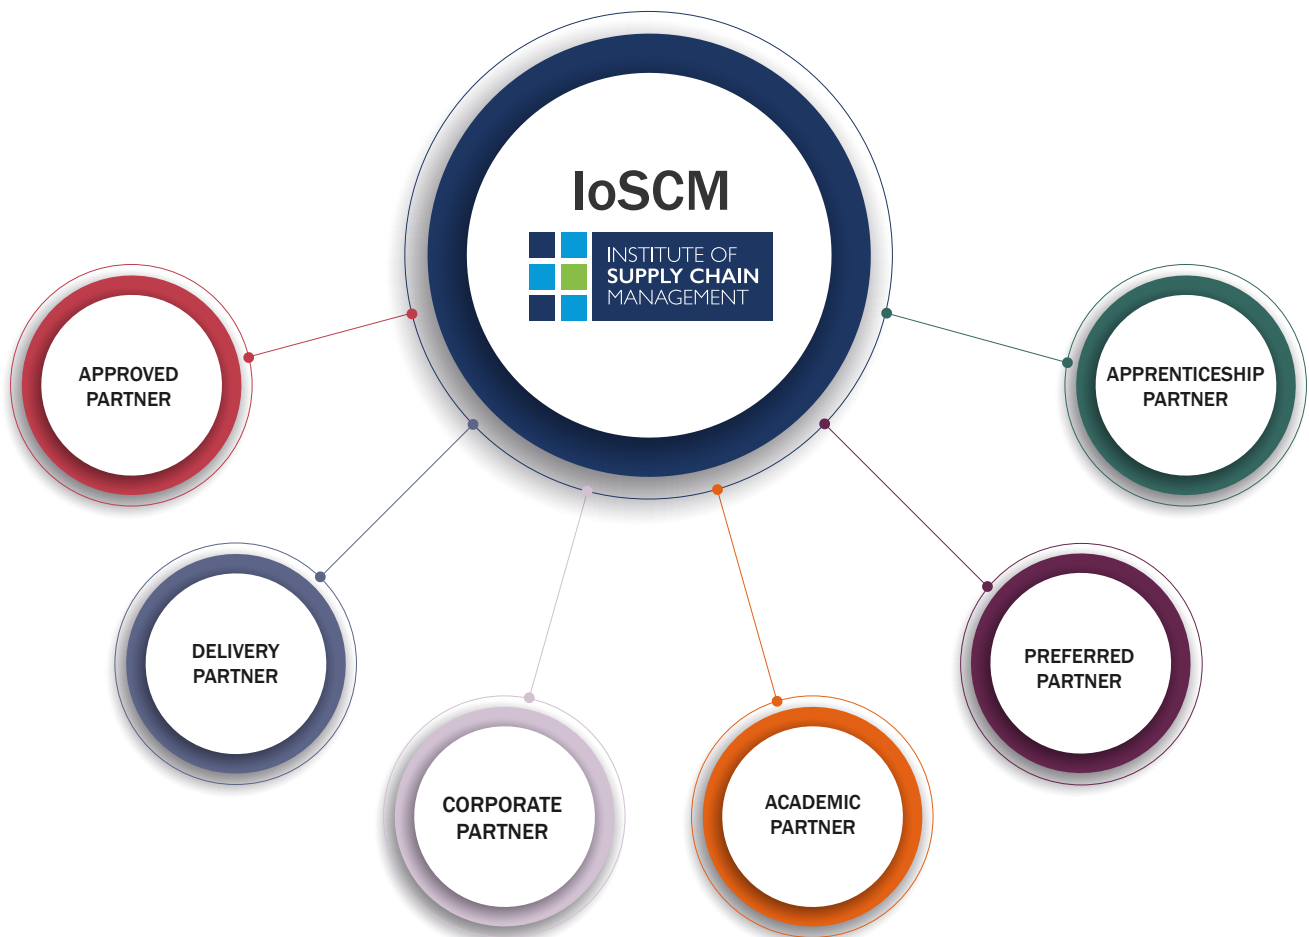 IoSCM
INSTITUTE OF
SUPPLY CHAIN
MANAGEMENT
APPROVED
PARTNER
APPRENTICESHIP
PARTNER
DELIVERY
PARTNER
PREFERRED
PARTNER
CORPORATE
PARTNER
ACADEMIC
PARTNER